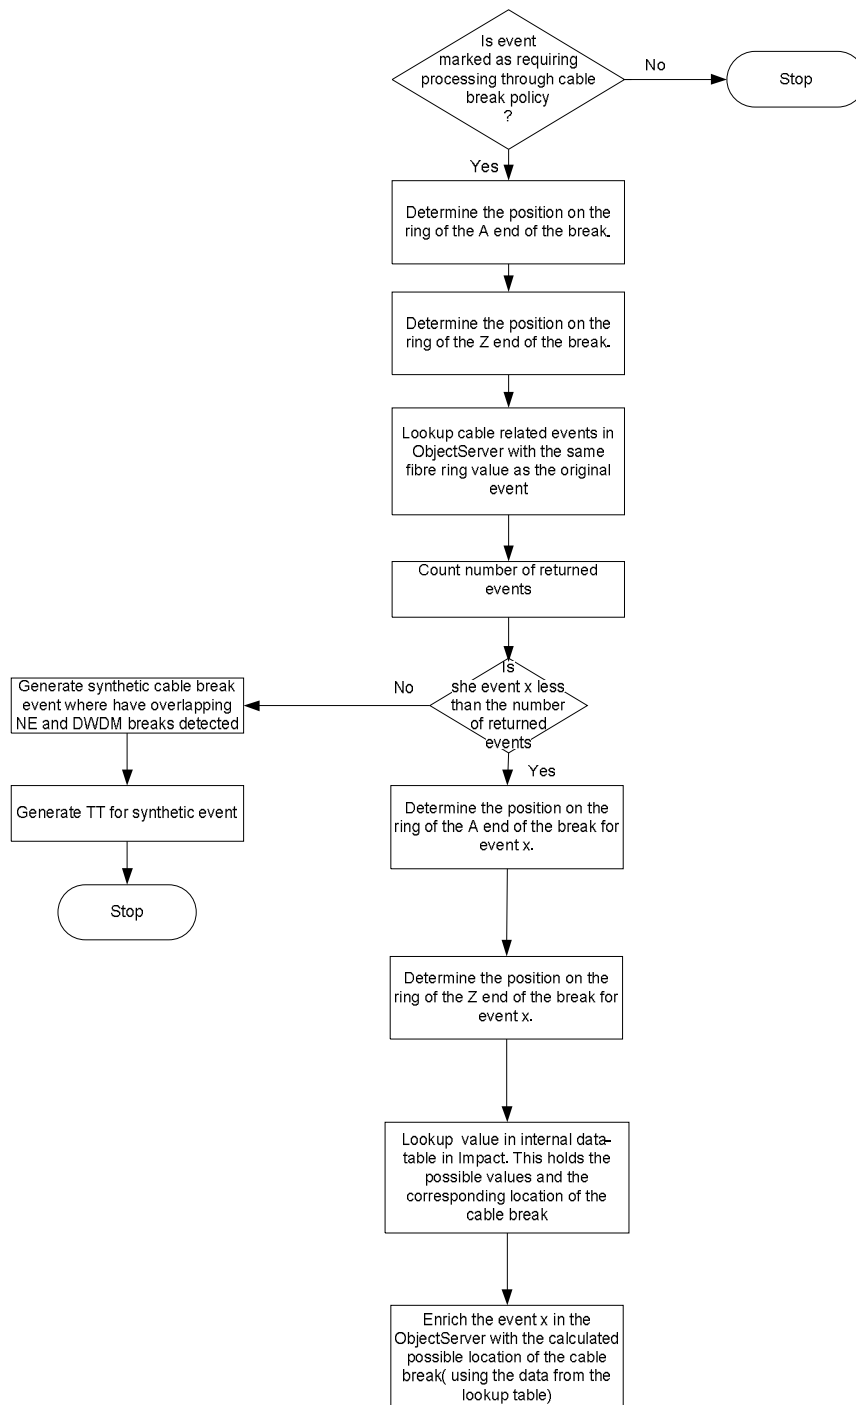 Is event
marked as requiring
processing through cable
break policy
?
No
Stop
Yes
Determine the position on the
ring of the A end of the break.
Determine the position on the
ring of the Z end of the break.
Lookup cable related events in
ObjectServer with the same
fibre ring value as the original
event
Count number of returned
events
Is
she event x less
than the number
of returned
events
No
Generate synthetic cable break
event where have overlapping
NE and DWDM breaks detected
Generate TT for synthetic event
Stop
Yes
Determine the position on the
ring of the A end of the break for
event x.
Determine the position on the
ring of the Z end of the break for
event x.
Lookup value in internal data-
table in Impact. This holds the
possible values and the
corresponding location of the
cable break
Enrich the event x in the
ObjectServer with the calculated
possible location of the cable
break( using the data from the
lookup table)